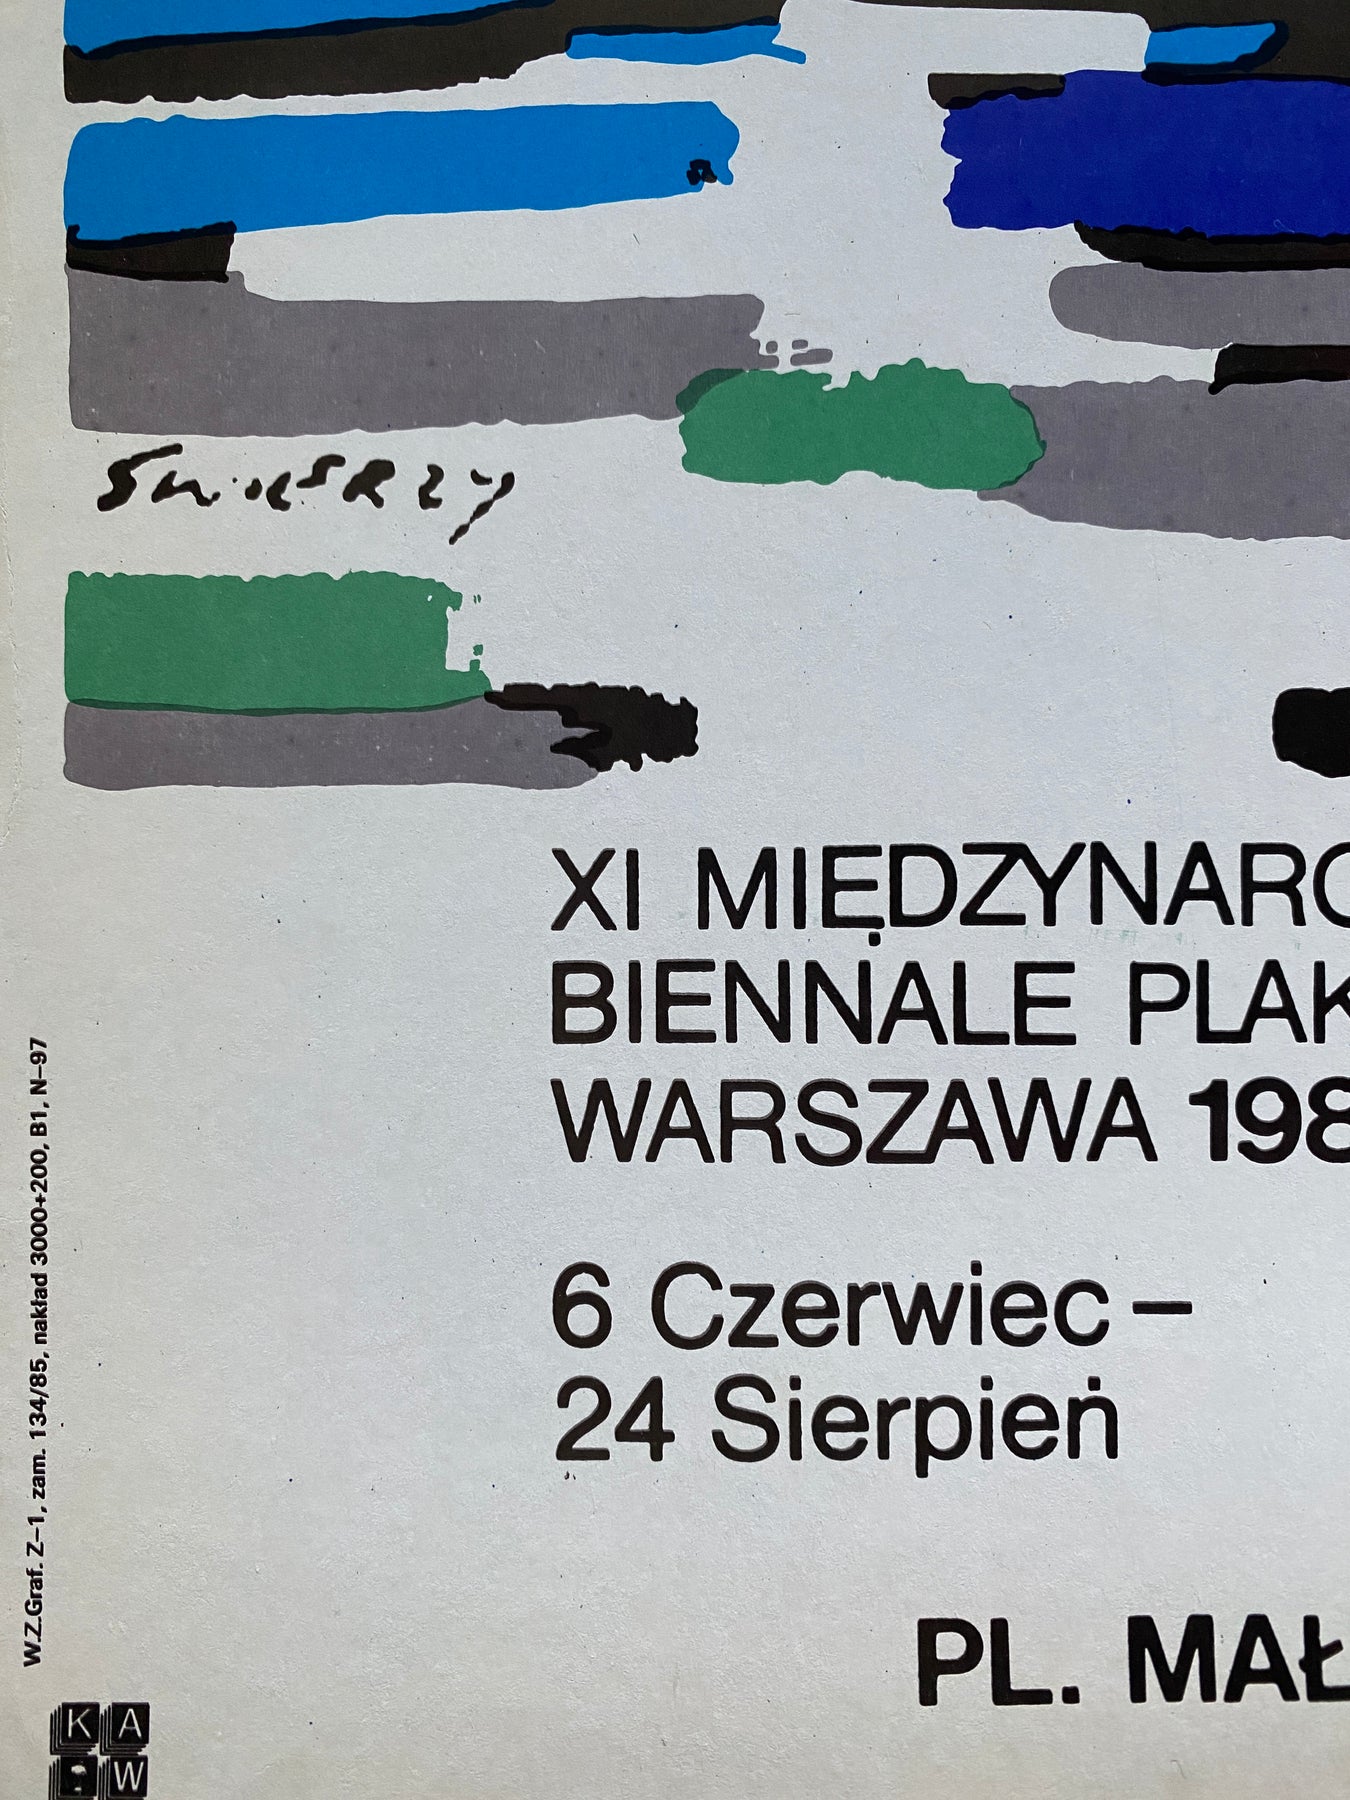 Świerzy
XI MIĘDZYNARO
BIENNALE PLAK
WARSZAWA 198
6 Czerwiec –
24 Sierpień
PL. MAŁ
W.Z.Graf. Z–1, zam. 134/85, nakład 3000+200, B1, N–97
K A
W